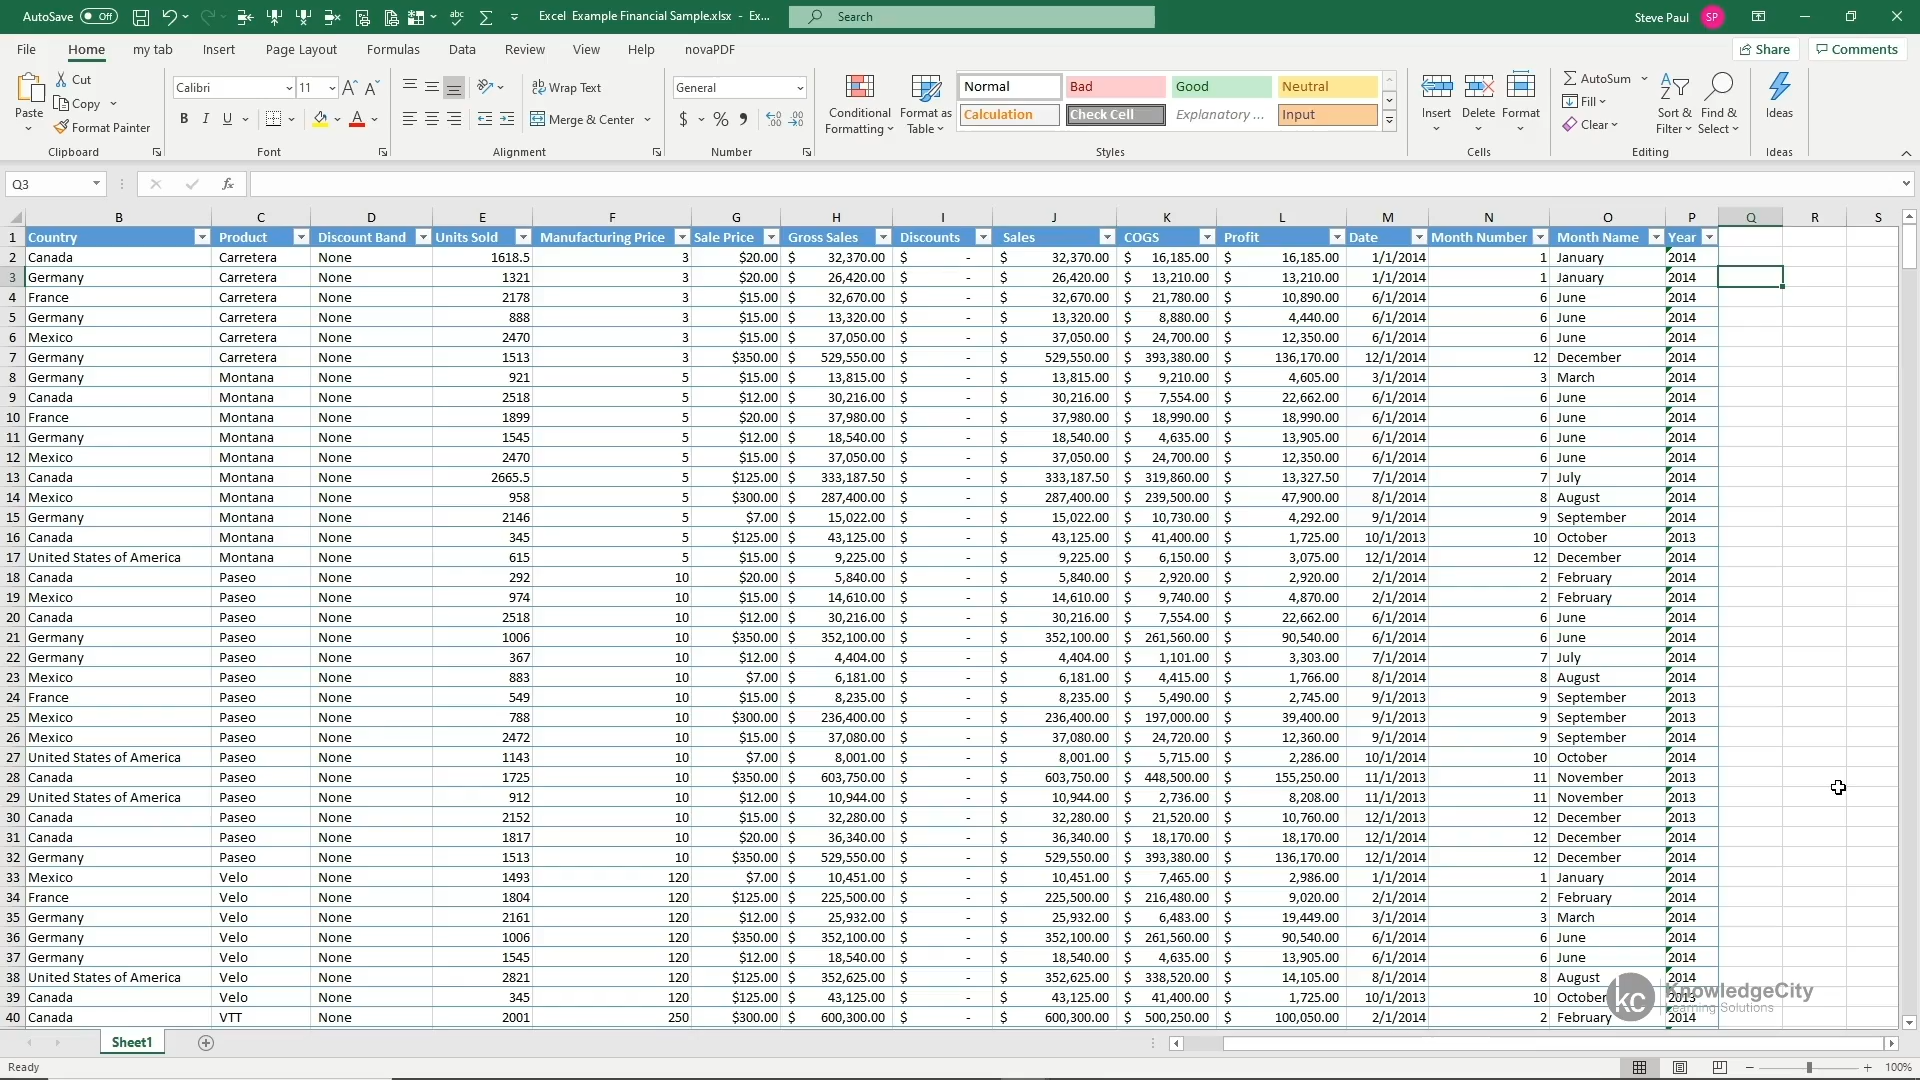 AutoSave Off Excel Example Financial Sample.xlsx - Ex... Search Steve Paul SP
File Home my tab Insert Page Layout Formulas Data Review View Help novaPDF Share Comments
Paste Cut Copy Format Painter Clipboard
Calibri 11 B I U A Font
Wrap Text Merge & Center Alignment
General $ % Number
Conditional Formatting Format as Table Normal Bad Good Neutral Calculation Check Cell Explanatory ... Input Styles
Insert Delete Format Cells
AutoSum Fill Clear Sort & Filter Find & Select Editing
Ideas Ideas
Q3 fx
B C D E F G H I J K L M N O P Q R S
1 Country Product Discount Band Units Sold Manufacturing Price Sale Price Gross Sales Discounts Sales COGS Profit Date Month Number Month Name Year
2 Canada Carretera None 1618.5 3 $20.00 $ 32,370.00 $ - $ 32,370.00 $ 16,185.00 $ 16,185.00 1/1/2014 1 January 2014
3 Germany Carretera None 1321 3 $20.00 $ 26,420.00 $ - $ 26,420.00 $ 13,210.00 $ 13,210.00 1/1/2014 1 January 2014
4 France Carretera None 2178 3 $15.00 $ 32,670.00 $ - $ 32,670.00 $ 21,780.00 $ 10,890.00 6/1/2014 6 June 2014
5 Germany Carretera None 888 3 $15.00 $ 13,320.00 $ - $ 13,320.00 $ 8,880.00 $ 4,440.00 6/1/2014 6 June 2014
6 Mexico Carretera None 2470 3 $15.00 $ 37,050.00 $ - $ 37,050.00 $ 24,700.00 $ 12,350.00 6/1/2014 6 June 2014
7 Germany Carretera None 1513 3 $350.00 $ 529,550.00 $ - $ 529,550.00 $ 393,380.00 $ 136,170.00 12/1/2014 12 December 2014
8 Germany Montana None 921 5 $15.00 $ 13,815.00 $ - $ 13,815.00 $ 9,210.00 $ 4,605.00 3/1/2014 3 March 2014
9 Canada Montana None 2518 5 $12.00 $ 30,216.00 $ - $ 30,216.00 $ 7,554.00 $ 22,662.00 6/1/2014 6 June 2014
10 France Montana None 1899 5 $20.00 $ 37,980.00 $ - $ 37,980.00 $ 18,990.00 $ 18,990.00 6/1/2014 6 June 2014
11 Germany Montana None 1545 5 $12.00 $ 18,540.00 $ - $ 18,540.00 $ 4,635.00 $ 13,905.00 6/1/2014 6 June 2014
12 Mexico Montana None 2470 5 $15.00 $ 37,050.00 $ - $ 37,050.00 $ 24,700.00 $ 12,350.00 6/1/2014 6 June 2014
13 Canada Montana None 2665.5 5 $125.00 $ 333,187.50 $ - $ 333,187.50 $ 319,860.00 $ 13,327.50 7/1/2014 7 July 2014
14 Mexico Montana None 958 5 $300.00 $ 287,400.00 $ - $ 287,400.00 $ 239,500.00 $ 47,900.00 8/1/2014 8 August 2014
15 Germany Montana None 2146 5 $7.00 $ 15,022.00 $ - $ 15,022.00 $ 10,730.00 $ 4,292.00 9/1/2014 9 September 2014
16 Canada Montana None 345 5 $125.00 $ 43,125.00 $ - $ 43,125.00 $ 41,400.00 $ 1,725.00 10/1/2013 10 October 2013
17 United States of America Montana None 615 5 $15.00 $ 9,225.00 $ - $ 9,225.00 $ 6,150.00 $ 3,075.00 12/1/2014 12 December 2014
18 Canada Paseo None 292 10 $20.00 $ 5,840.00 $ - $ 5,840.00 $ 2,920.00 $ 2,920.00 2/1/2014 2 February 2014
19 Mexico Paseo None 974 10 $15.00 $ 14,610.00 $ - $ 14,610.00 $ 9,740.00 $ 4,870.00 2/1/2014 2 February 2014
20 Canada Paseo None 2518 10 $12.00 $ 30,216.00 $ - $ 30,216.00 $ 7,554.00 $ 22,662.00 6/1/2014 6 June 2014
21 Germany Paseo None 1006 10 $350.00 $ 352,100.00 $ - $ 352,100.00 $ 261,560.00 $ 90,540.00 6/1/2014 6 June 2014
22 Germany Paseo None 367 10 $12.00 $ 4,404.00 $ - $ 4,404.00 $ 1,101.00 $ 3,303.00 7/1/2014 7 July 2014
23 Mexico Paseo None 883 10 $7.00 $ 6,181.00 $ - $ 6,181.00 $ 4,415.00 $ 1,766.00 8/1/2014 8 August 2014
24 France Paseo None 549 10 $15.00 $ 8,235.00 $ - $ 8,235.00 $ 5,490.00 $ 2,745.00 9/1/2013 9 September 2013
25 Mexico Paseo None 788 10 $300.00 $ 236,400.00 $ - $ 236,400.00 $ 197,000.00 $ 39,400.00 9/1/2013 9 September 2013
26 Mexico Paseo None 2472 10 $15.00 $ 37,080.00 $ - $ 37,080.00 $ 24,720.00 $ 12,360.00 9/1/2014 9 September 2014
27 United States of America Paseo None 1143 10 $7.00 $ 8,001.00 $ - $ 8,001.00 $ 5,715.00 $ 2,286.00 10/1/2014 10 October 2014
28 Canada Paseo None 1725 10 $350.00 $ 603,750.00 $ - $ 603,750.00 $ 448,500.00 $ 155,250.00 11/1/2013 11 November 2013
29 United States of America Paseo None 912 10 $12.00 $ 10,944.00 $ - $ 10,944.00 $ 2,736.00 $ 8,208.00 11/1/2013 11 November 2013
30 Canada Paseo None 2152 10 $15.00 $ 32,280.00 $ - $ 32,280.00 $ 21,520.00 $ 10,760.00 12/1/2013 12 December 2013
31 Canada Paseo None 1817 10 $20.00 $ 36,340.00 $ - $ 36,340.00 $ 18,170.00 $ 18,170.00 12/1/2014 12 December 2014
32 Germany Paseo None 1513 10 $350.00 $ 529,550.00 $ - $ 529,550.00 $ 393,380.00 $ 136,170.00 12/1/2014 12 December 2014
33 Mexico Velo None 1493 120 $7.00 $ 10,451.00 $ - $ 10,451.00 $ 7,465.00 $ 2,986.00 1/1/2014 1 January 2014
34 France Velo None 1804 120 $125.00 $ 225,500.00 $ - $ 225,500.00 $ 216,480.00 $ 9,020.00 2/1/2014 2 February 2014
35 Germany Velo None 2161 120 $12.00 $ 25,932.00 $ - $ 25,932.00 $ 6,483.00 $ 19,449.00 3/1/2014 3 March 2014
36 Germany Velo None 1006 120 $350.00 $ 352,100.00 $ - $ 352,100.00 $ 261,560.00 $ 90,540.00 6/1/2014 6 June 2014
37 Germany Velo None 1545 120 $12.00 $ 18,540.00 $ - $ 18,540.00 $ 4,635.00 $ 13,905.00 6/1/2014 6 June 2014
38 United States of America Velo None 2821 120 $125.00 $ 352,625.00 $ - $ 352,625.00 $ 338,520.00 $ 14,105.00 8/1/2014 8 August 2014
39 Canada Velo None 345 120 $125.00 $ 43,125.00 $ - $ 43,125.00 $ 41,400.00 $ 1,725.00 10/1/2013 10 October 2013
40 Canada VTT None 2001 250 $300.00 $ 600,300.00 $ - $ 600,300.00 $ 500,250.00 $ 100,050.00 2/1/2014 2 February 2014
kc KnowledgeCity
Learning Solutions
Sheet1
Ready 100%